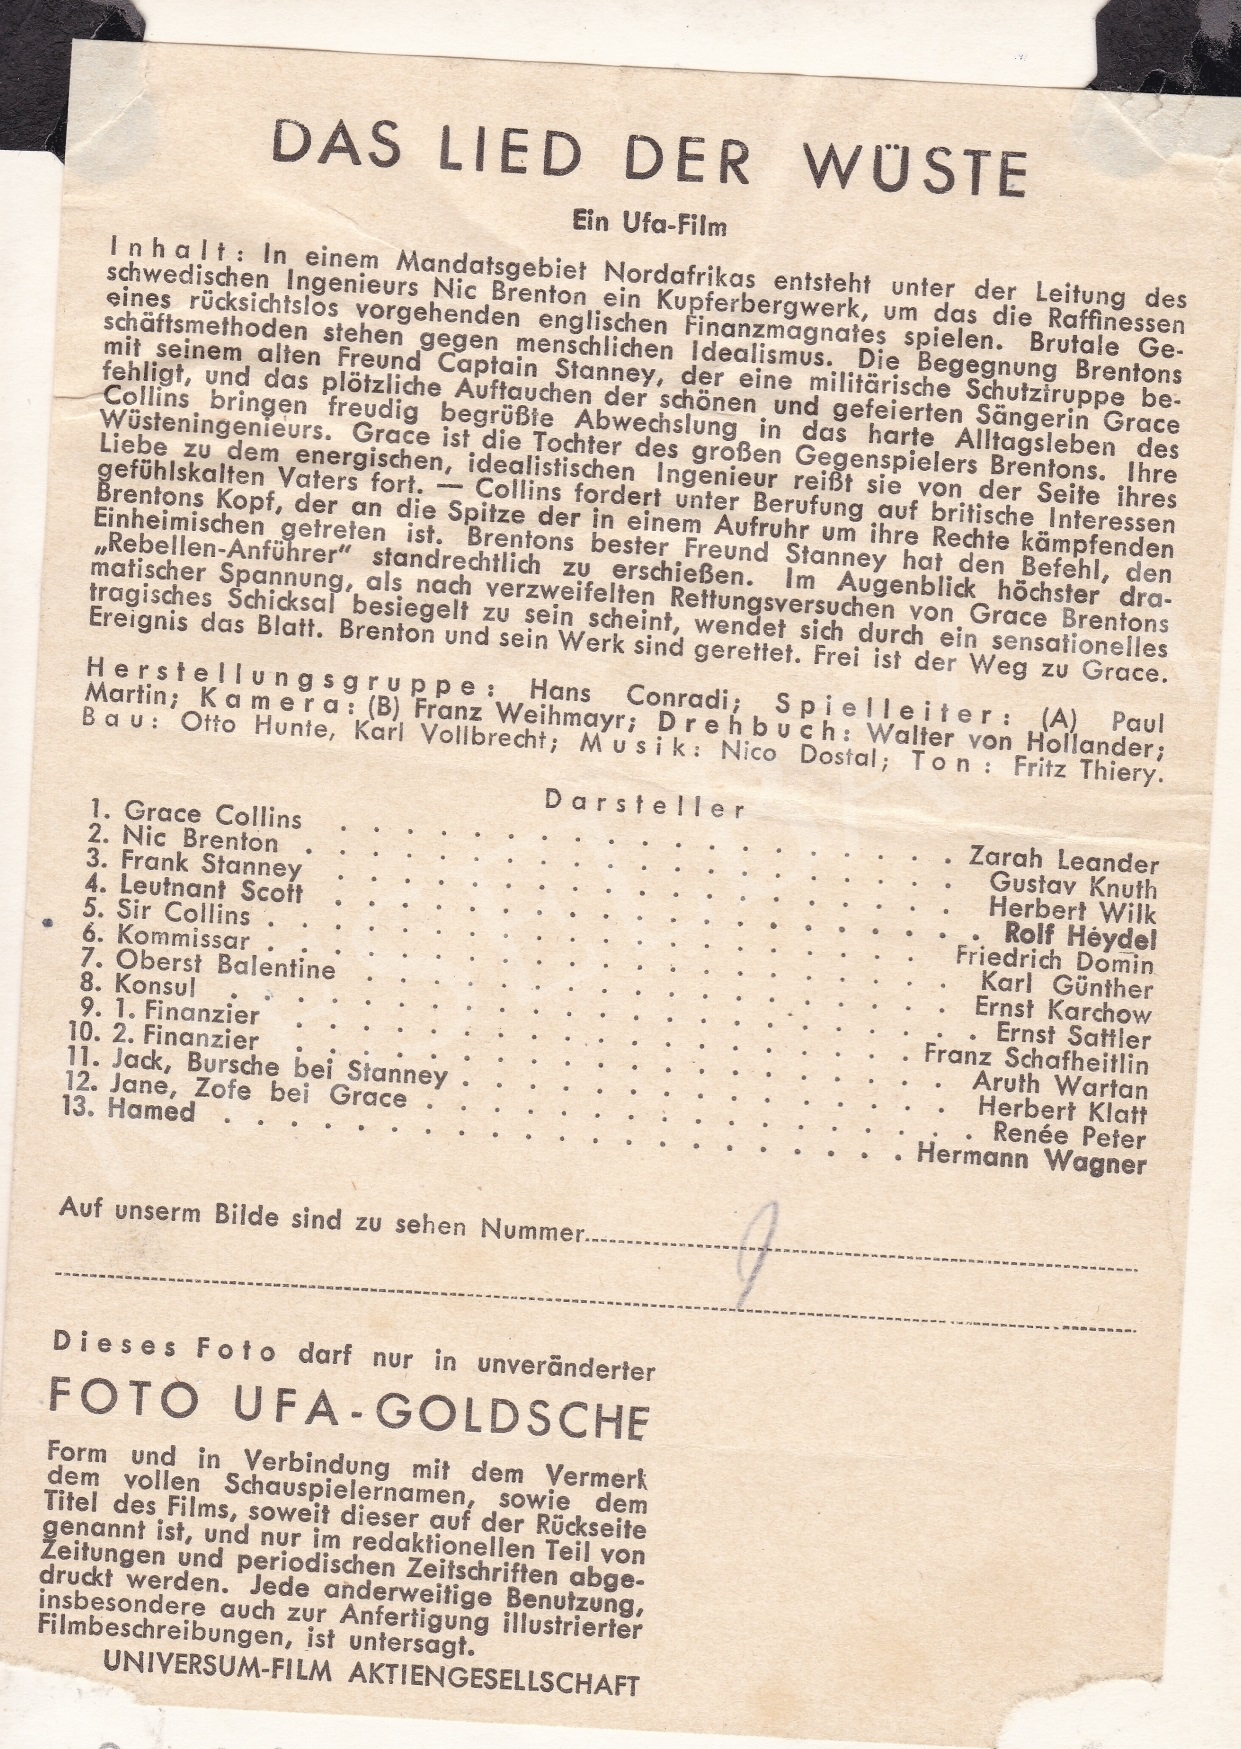 DAS LIED DER WÜSTE
Ein Ufa-Film
Inhalt: In einem Mandatsgebiet Nordafrikas entsteht unter der Leitung des
schwedischen Ingenieurs Nic Brenton ein Kupferbergwerk, um das die Raffinessen
eines rücksichtslos vorgehenden englischen Finanzmagnates spielen. Brutale Ge-
schäftsmethoden stehen gegen menschlichen Idealismus. Die Begegnung Brentons
mit seinem alten Freund Captain Stanney, der eine militärische Schutztruppe be-
fehligt, und das plötzliche Auftauchen der schönen und gefeierten Sängerin Grace
Collins bringen freudig begrüßte Abwechslung in das harte Alltagsleben des
Wüsteningenieurs. Grace ist die Tochter des großen Gegenspielers Brentons. Ihre
Liebe zu dem energischen, idealistischen Ingenieur reißt sie von der Seite ihres
gefühlskalten Vaters fort. — Collins fordert unter Berufung auf britische Interessen
Brentons Kopf, der an die Spitze der in einem Aufruhr um ihre Rechte kämpfenden
Einheimischen getreten ist. Brentons bester Freund Stanney hat den Befehl, den
„Rebellen-Anführer“ standrechtlich zu erschießen. Im Augenblick höchster dra-
matischer Spannung, als nach verzweifelten Rettungsversuchen von Grace Brentons
tragisches Schicksal besiegelt zu sein scheint, wendet sich durch ein sensationelles
Ereignis das Blatt. Brenton und sein Werk sind gerettet. Frei ist der Weg zu Grace.
Herstellungsgruppe: Hans Conradi; Spielleiter: (A) Paul
Martin; Kamera: (B) Franz Weihmayr; Drehbuch: Walter von Hollander;
Bau: Otto Hunte, Karl Vollbrecht; Musik: Nico Dostal; Ton: Fritz Thiery.
Darsteller
1. Grace Collins . . . . . Zarah Leander
2. Nic Brenton . . . . . Gustav Knuth
3. Frank Stanney . . . . . Herbert Wilk
4. Leutnant Scott . . . . . Rolf Heydel
5. Sir Collins . . . . . Friedrich Domin
6. Kommissar . . . . . Karl Günther
7. Oberst Balentine . . . . . Ernst Karchow
8. Konsul . . . . . Ernst Sattler
9. 1. Finanzier . . . . . Franz Schafheitlin
10. 2. Finanzier . . . . . Aruth Wartan
11. Jack, Bursche bei Stanney . . . . . Herbert Klatt
12. Jane, Zofe bei Grace . . . . . Renée Peter
13. Hamed . . . . . Hermann Wagner
Auf unserm Bilde sind zu sehen Nummer
Dieses Foto darf nur in unveränderter
FOTO UFA-GOLDSCHE
Form und in Verbindung mit dem Vermerk
dem vollen Schauspielernamen, sowie dem
Titel des Films, soweit dieser auf der Rückseite
genannt ist, und nur im redaktionellen Teil von
Zeitungen und periodischen Zeitschriften abge-
druckt werden. Jede anderweitige Benutzung,
insbesondere auch zur Anfertigung illustrierter
Filmbeschreibungen, ist untersagt.
UNIVERSUM-FILM AKTIENGESELLSCHAFT